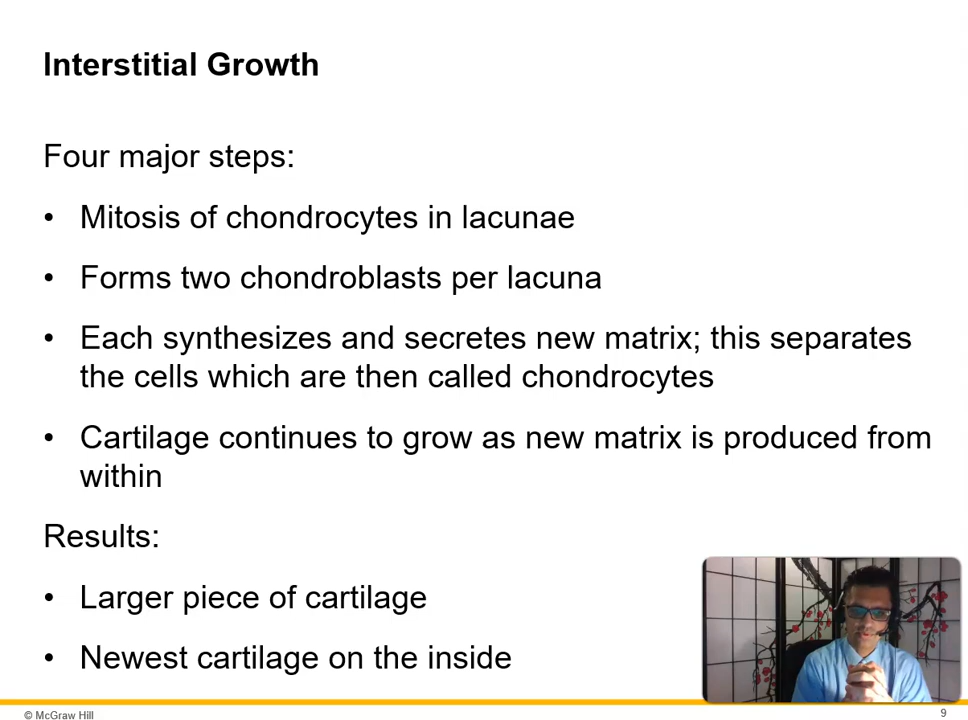 Interstitial Growth
Four major steps:
• Mitosis of chondrocytes in lacunae
• Forms two chondroblasts per lacuna
• Each synthesizes and secretes new matrix; this separates
the cells which are then called chondrocytes
• Cartilage continues to grow as new matrix is produced from
within
Results:
• Larger piece of cartilage
• Newest cartilage on the inside
© McGraw Hill
9